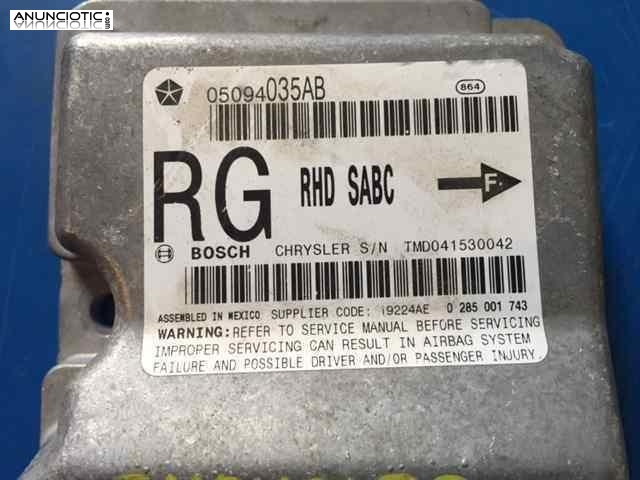 ANUNCIOTIC!
.com
05094035AB
864
RG RHD SABC F
BOSCH CHRYSLER S/N TMD041530042
ASSEMBLED IN MEXICO SUPPLIER CODE: 19224AE 0 285 001 743
WARNING: REFER TO SERVICE MANUAL BEFORE SERVICING
IMPROPER SERVICING CAN RESULT IN AIRBAG SYSTEM
FAILURE AND POSSIBLE DRIVER AND/OR PASSENGER INJURY.